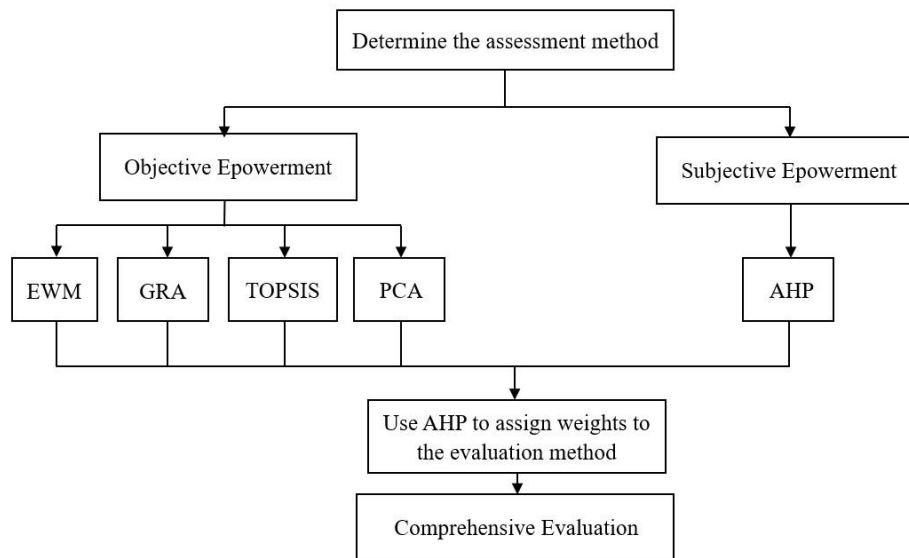 Determine the assessment method
Objective Epowerment
Subjective Epowerment
EWM
GRA
TOPSIS
PCA
AHP
Use AHP to assign weights to
the evaluation method
Comprehensive Evaluation